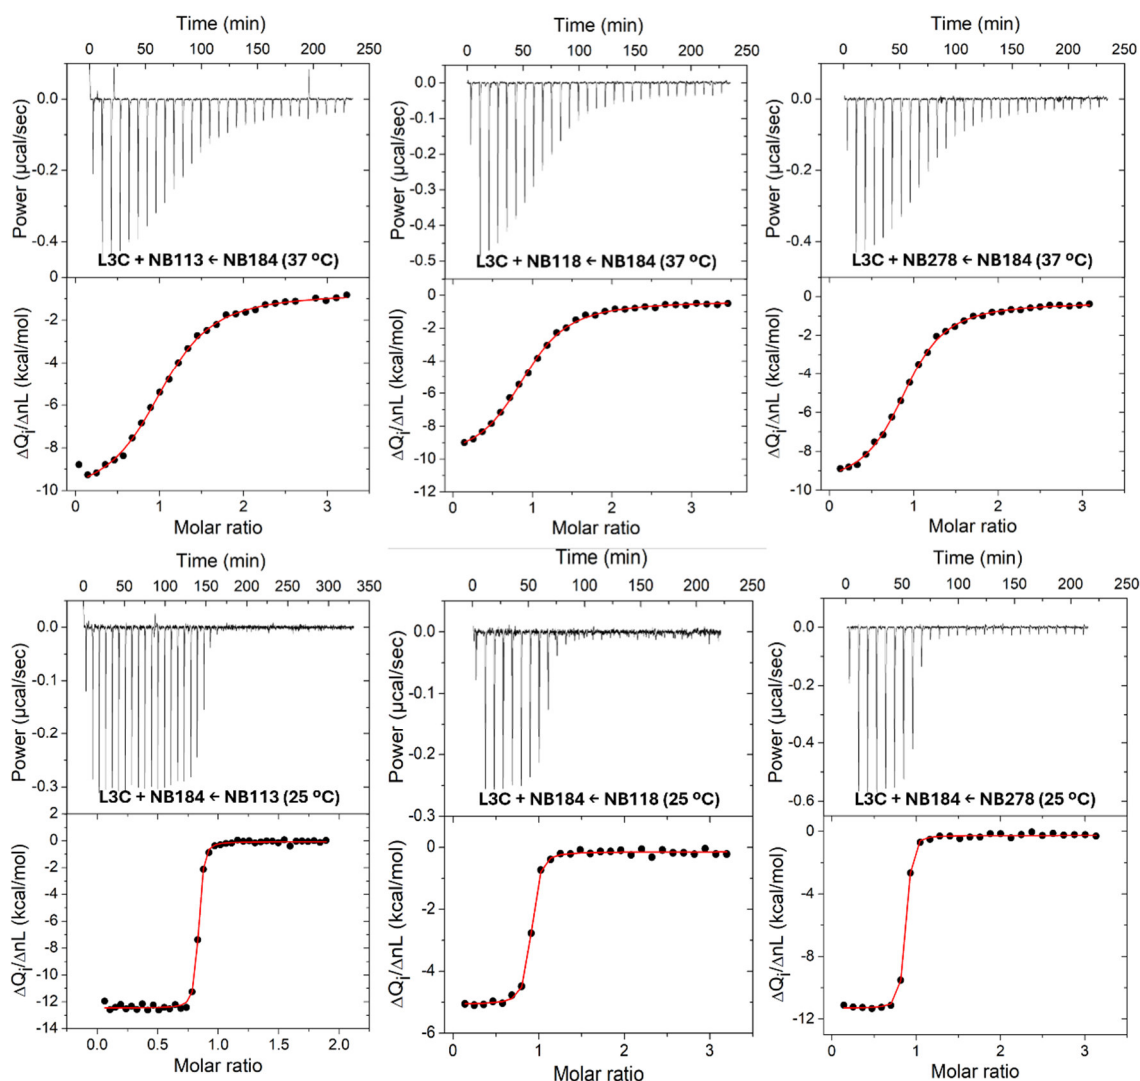 Time (min)
0 50 100 150 200 250
Power (µcal/sec)
0.0
-0.2
-0.4
L3C + NB113 ← NB184 (37 ºC)
0
-2
-4
-6
-8
-10
ΔQi/ΔnL (kcal/mol)
0 1 2 3
Molar ratio
Time (min)
0 50 100 150 200 250
Power (µcal/sec)
0.0
-0.1
-0.2
-0.3
-0.4
-0.5
L3C + NB118 ← NB184 (37 ºC)
0
-2
-4
-6
-8
-10
-12
ΔQi/ΔnL (kcal/mol)
0 1 2 3
Molar ratio
Time (min)
0 50 100 150 200 250
Power (µcal/sec)
0.0
-0.2
-0.4
L3C + NB278 ← NB184 (37 ºC)
0
-2
-4
-6
-8
-10
ΔQi/ΔnL (kcal/mol)
0 1 2 3
Molar ratio
Time (min)
0 50 100 150 200 250 300 350
Power (µcal/sec)
0.0
-0.1
-0.2
-0.3
L3C + NB184 ← NB113 (25 ºC)
2
0
-2
-4
-6
-8
-10
-12
-14
ΔQi/ΔnL (kcal/mol)
0.0 0.5 1.0 1.5 2.0
Molar ratio
Time (min)
0 50 100 150 200 250
Power (µcal/sec)
0.0
-0.1
-0.2
-0.3
L3C + NB184 ← NB118 (25 ºC)
0
-2
-4
-6
ΔQi/ΔnL (kcal/mol)
0 1 2 3
Molar ratio
Time (min)
0 50 100 150 200 250
Power (µcal/sec)
0.0
-0.2
-0.4
-0.6
L3C + NB184 ← NB278 (25 ºC)
0
-4
-8
-12
ΔQi/ΔnL (kcal/mol)
0 1 2 3
Molar ratio